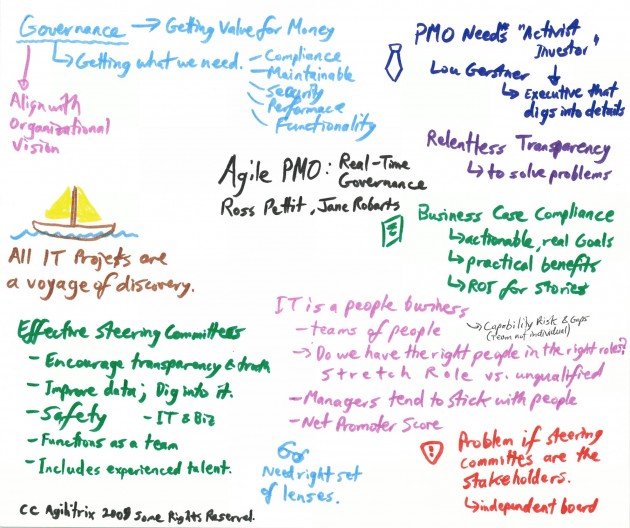 Governance → Getting Value for Money
↳ Getting what we need.
- Compliance
- Maintainable
- Security
- Performace
- Functionality
Align with
Organizational
Vision
PMO Needs "Activist
Investor"
Lou Gerstner
↳ Executive that
digs into details
Relentless Transparency
↳ to solve problems
Agile PMO: Real-Time
Governance
Ross Pettit, Jane Robarts
Business Case Compliance
↳ actionable, real Goals
↳ practical benefits
↳ ROI for Stories
All IT Projects are
a voyage of discovery.
IT is a people business
- teams of people
↳ Capability Risk & Gaps
(team not individual)
→ Do we have the right people in the right roles?
Stretch Role vs. unqualified
- Managers tend to stick with people
- Net Promoter Score
Effective Steering Committees
- Encourage transparency & truth
- Improve data; Dig into it.
- Safety - IT & Biz
- Functions as a team
- Includes experienced talent.
Need right set
of lenses.
Problem if steering
committes are the
stakeholders.
↳ independent board
CC Agilitrix 2009 Some Rights Reserved.